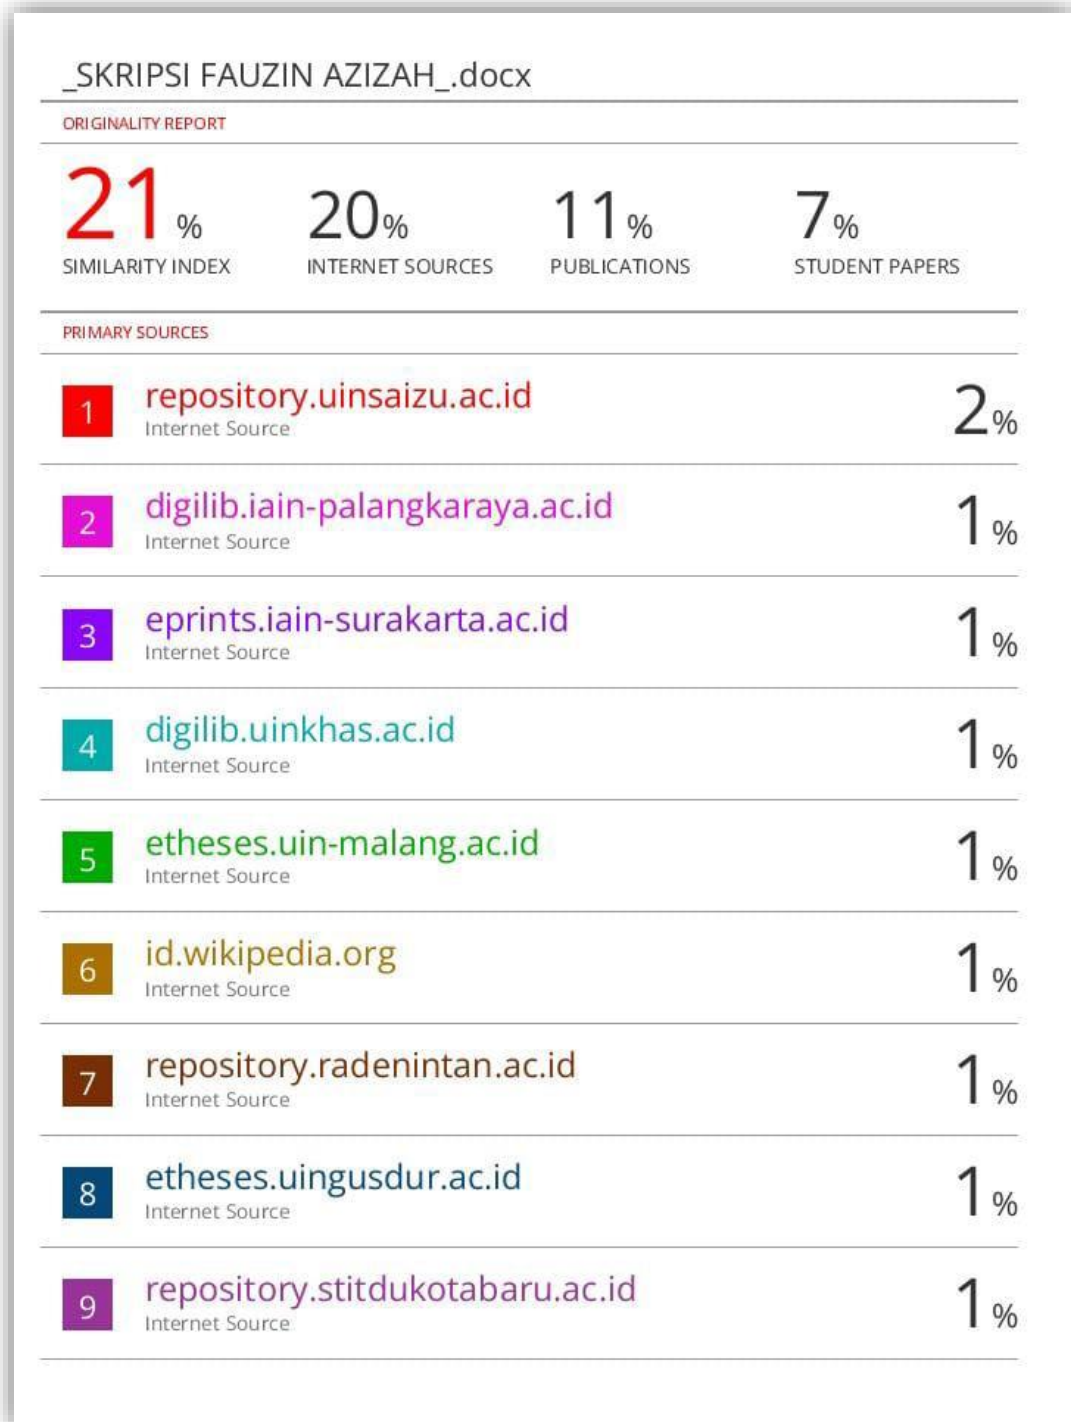 _SKRIPSI FAUZIN AZIZAH_.docx
ORIGINALITY REPORT
21% 20% 11% 7%
SIMILARITY INDEX INTERNET SOURCES PUBLICATIONS STUDENT PAPERS
PRIMARY SOURCES
1 repository.uinsaizu.ac.id 2%
Internet Source
2 digilib.iain-palangkaraya.ac.id 1%
Internet Source
3 eprints.iain-surakarta.ac.id 1%
Internet Source
4 digilib.uinkhas.ac.id 1%
Internet Source
5 etheses.uin-malang.ac.id 1%
Internet Source
6 id.wikipedia.org 1%
Internet Source
7 repository.radenintan.ac.id 1%
Internet Source
8 etheses.uingusdur.ac.id 1%
Internet Source
9 repository.stitdukotabaru.ac.id 1%
Internet Source